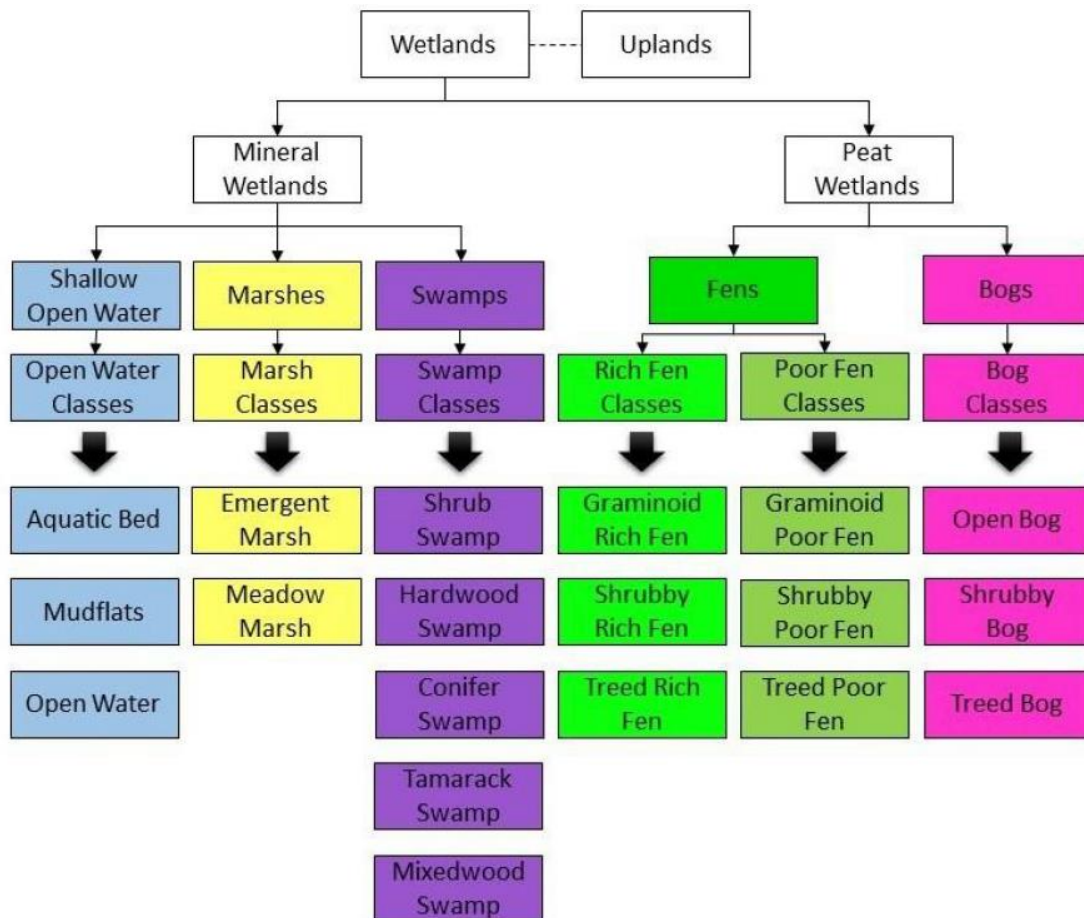 Wetlands
Uplands
Mineral
Wetlands
Peat
Wetlands
Shallow
Open Water
Marshes
Swamps
Fens
Bogs
Open Water
Classes
Marsh
Classes
Swamp
Classes
Rich Fen
Classes
Poor Fen
Classes
Bog
Classes
Aquatic Bed
Emergent
Marsh
Shrub
Swamp
Graminoid
Rich Fen
Graminoid
Poor Fen
Open Bog
Mudflats
Meadow
Marsh
Hardwood
Swamp
Shrubby
Rich Fen
Shrubby
Poor Fen
Shrubby
Bog
Open Water
Conifer
Swamp
Treed Rich
Fen
Treed Poor
Fen
Treed Bog
Tamarack
Swamp
Mixedwood
Swamp